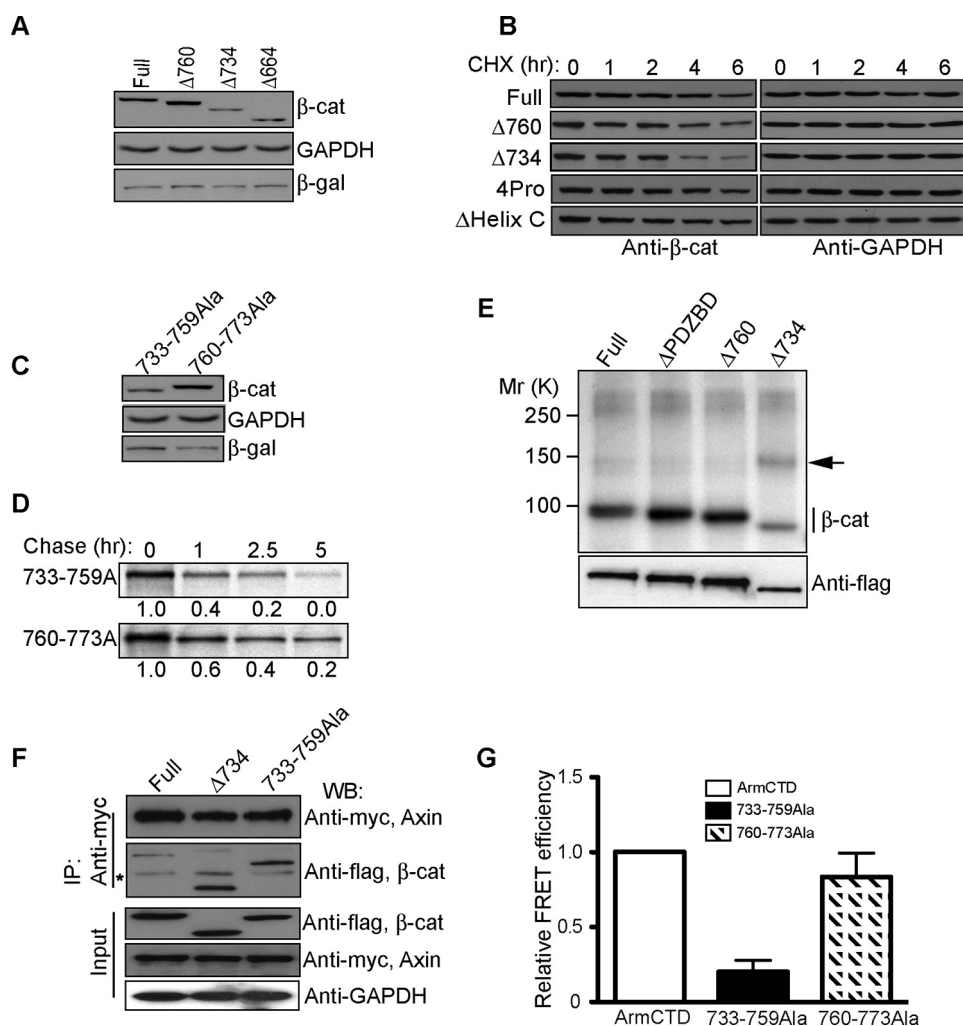 A
Full Δ760 Δ734 Δ664
β-cat
GAPDH
β-gal
B
CHX (hr): 0 1 2 4 6 0 1 2 4 6
Full
Δ760
Δ734
4Pro
ΔHelix C
Anti-β-cat Anti-GAPDH
C
733-759Ala 760-773Ala
β-cat
GAPDH
β-gal
D
Chase (hr): 0 1 2.5 5
733-759A
1.0 0.4 0.2 0.0
760-773A
1.0 0.6 0.4 0.2
E
Full ΔPDZBD Δ760 Δ734
Mr (K)
250
150
100
β-cat
Anti-flag
F
Full Δ734 733-759Ala
WB:
IP: Anti-myc
*
Anti-myc, Axin
Anti-flag, β-cat
Input
Anti-flag, β-cat
Anti-myc, Axin
Anti-GAPDH
G
Relative FRET efficiency
1.5
1.0
0.5
0
ArmCTD
733-759Ala
760-773Ala
ArmCTD 733-759Ala 760-773Ala